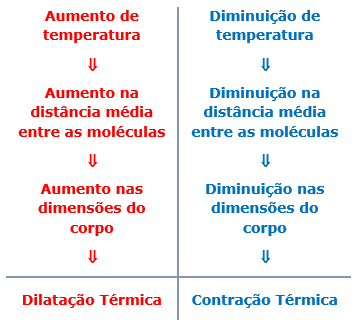 Aumento de
temperatura
⇓
Aumento na
distância média
entre as moléculas
⇓
Aumento nas
dimensões do
corpo
⇓
Dilatação Térmica
Diminuição de
temperatura
⇓
Diminuição na
distância média
entre as moléculas
⇓
Diminuição nas
dimensões do
corpo
⇓
Contração Térmica